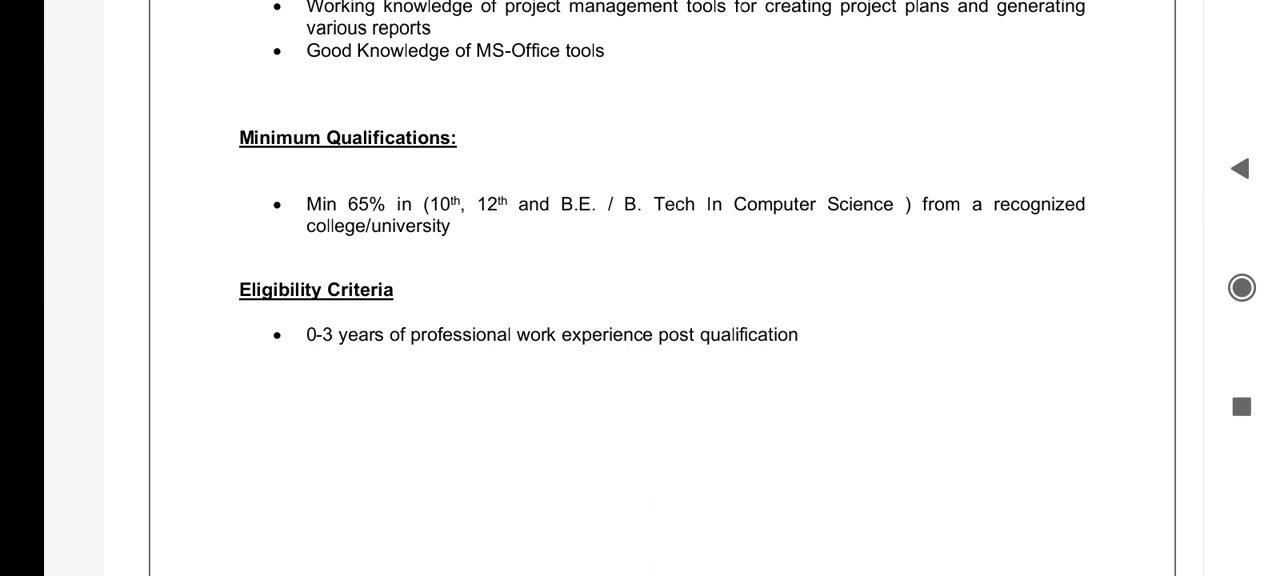 Working knowledge of project management tools for creating project plans and generating
various reports
Good Knowledge of MS-Office tools
Minimum Qualifications:
Min 65% in (10th, 12th and B.E. / B. Tech In Computer Science ) from a recognized
college/university
Eligibility Criteria
0-3 years of professional work experience post qualification